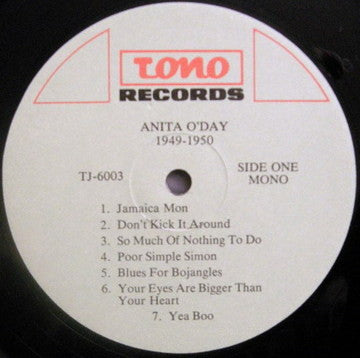 TONO
RECORDS
ANITA O'DAY
1949-1950
TJ-6003
SIDE ONE
MONO
1. Jamaica Mon
2. Don't Kick It Around
3. So Much Of Nothing To Do
4. Poor Simple Simon
5. Blues For Bojangles
6. Your Eyes Are Bigger Than
Your Heart
7. Yea Boo